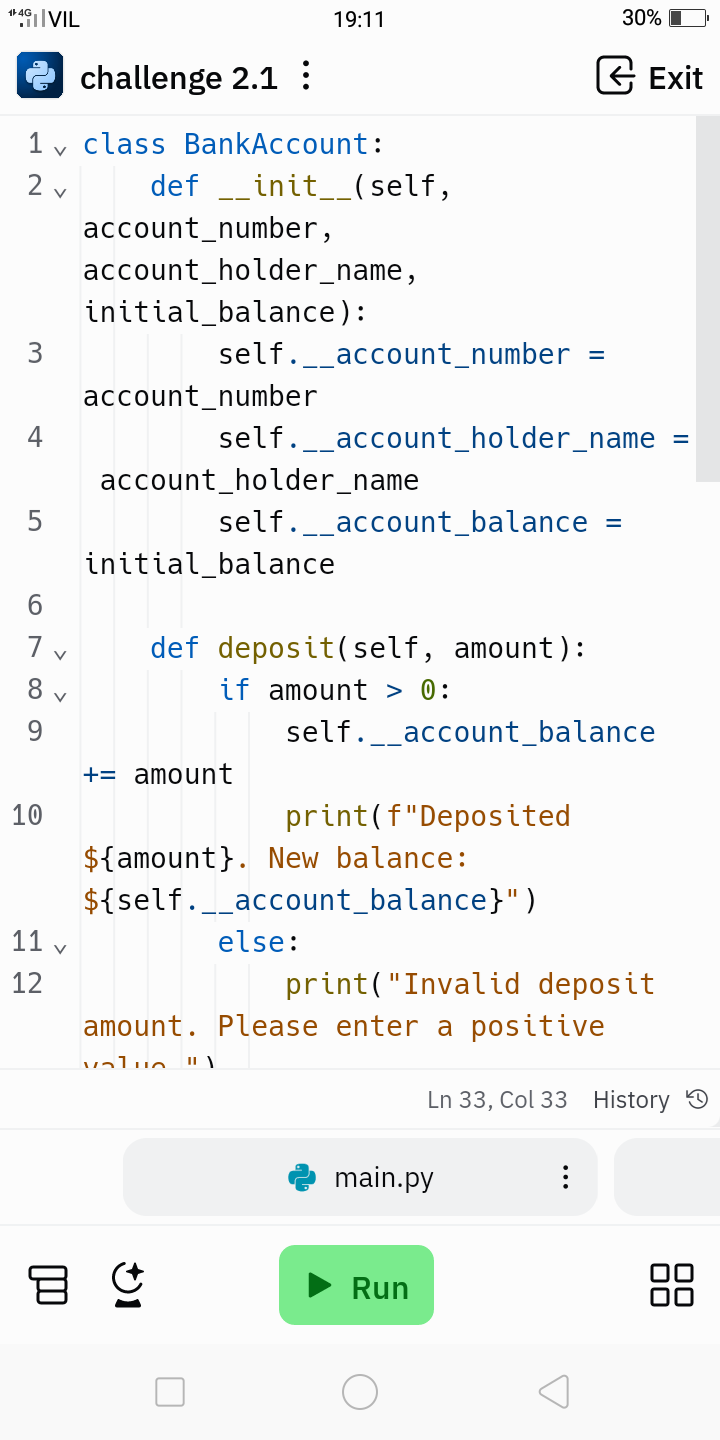 4G VIL 19:11 30%
challenge 2.1 Exit
1 class BankAccount:
2     def __init__(self,
account_number,
account_holder_name,
initial_balance):
3         self.__account_number =
account_number
4         self.__account_holder_name =
 account_holder_name
5         self.__account_balance =
initial_balance
6
7     def deposit(self, amount):
8         if amount > 0:
9             self.__account_balance
+= amount
10             print(f"Deposited
${amount}. New balance:
${self.__account_balance}")
11         else:
12             print("Invalid deposit
amount. Please enter a positive
value.")
Ln 33, Col 33 History
main.py
Run